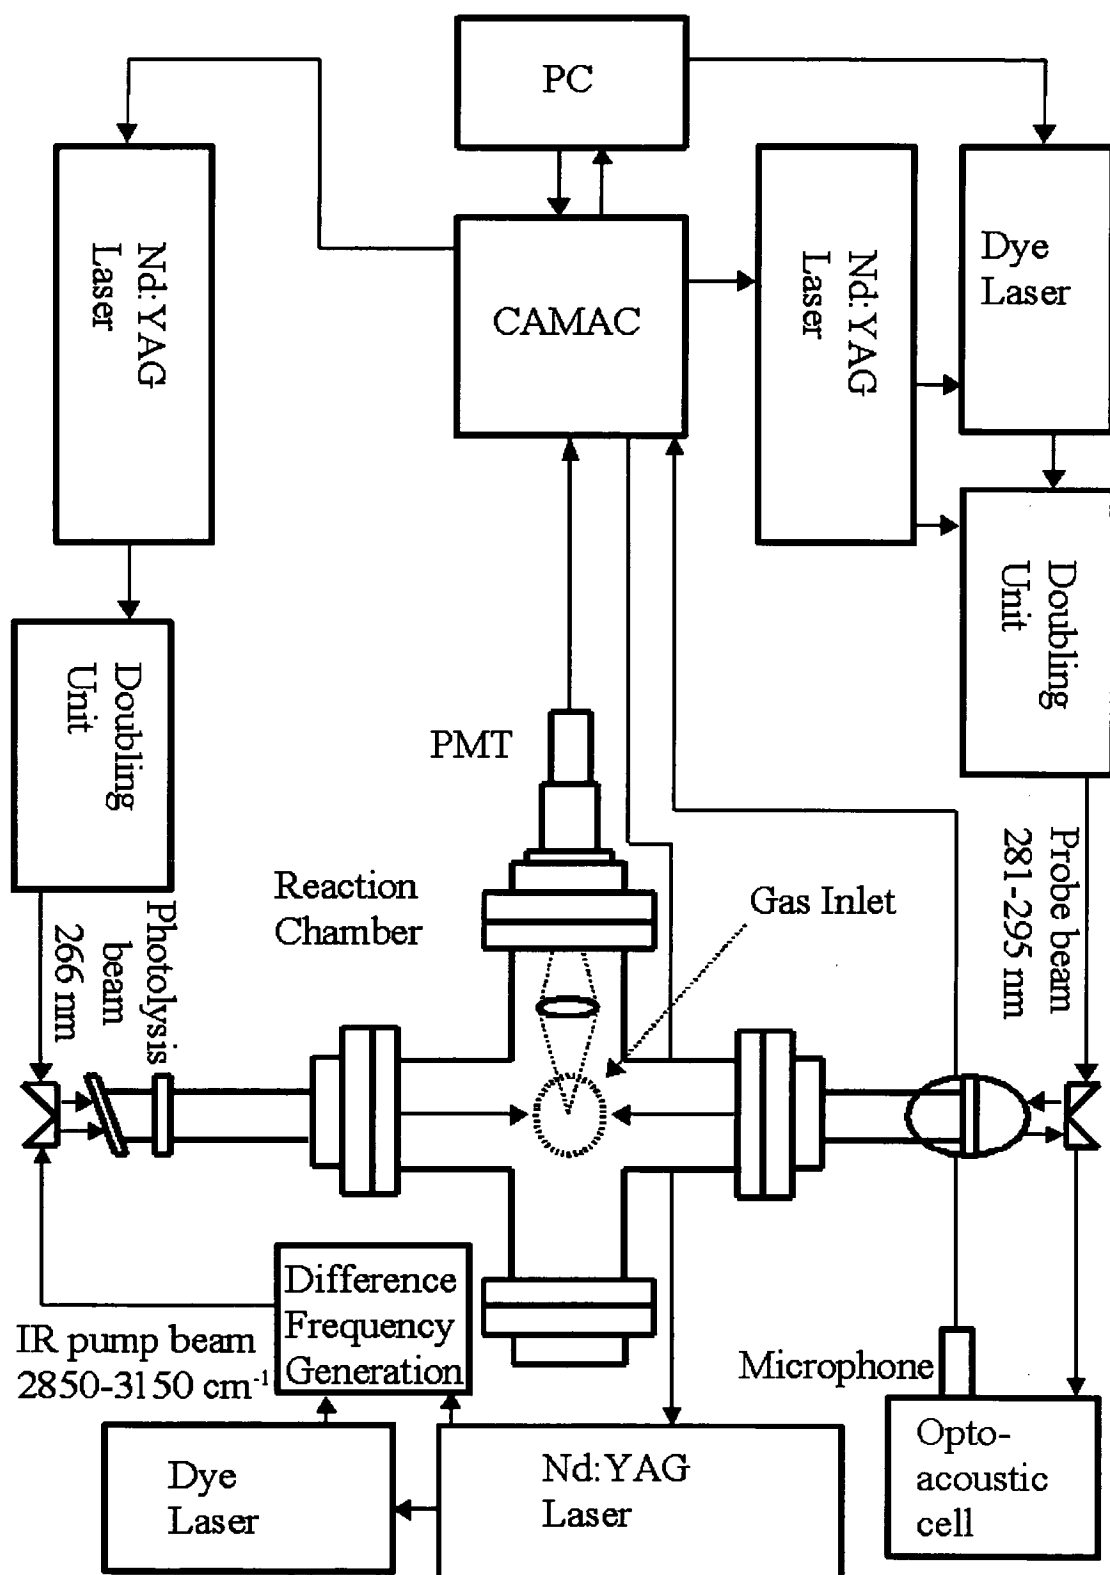 PC
Nd:YAG
Laser
CAMAC
Nd:YAG
Laser
Dye
Laser
Doubling
Unit
Doubling
Unit
PMT
Reaction
Chamber
Gas Inlet
Photolysis
beam
266 nm
Probe beam
281-295 nm
Difference
Frequency
Generation
IR pump beam
2850-3150 cm⁻¹
Microphone
Dye
Laser
Nd:YAG
Laser
Opto-
acoustic
cell